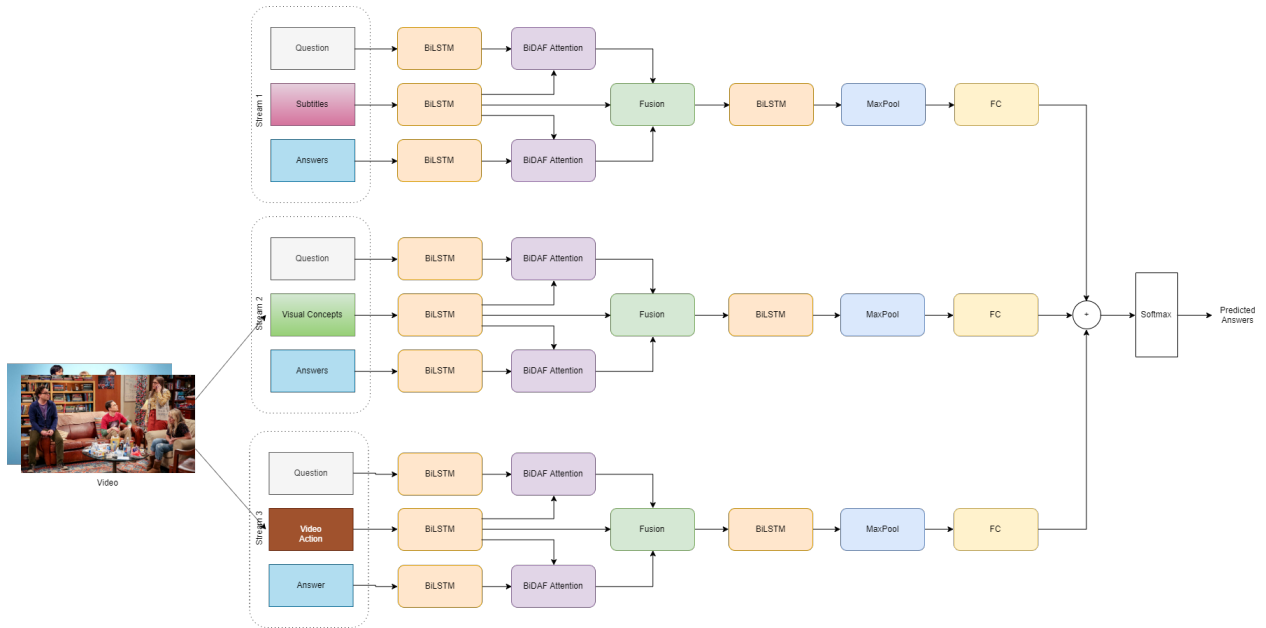 Stream 1
Question
BiLSTM
BiDAF Attention
Subtitles
BiLSTM
Fusion
BiLSTM
MaxPool
FC
Answers
BiLSTM
BiDAF Attention
Stream 2
Question
BiLSTM
BiDAF Attention
Visual Concepts
BiLSTM
Fusion
BiLSTM
MaxPool
FC
+
Softmax
Predicted
Answers
Answers
BiLSTM
BiDAF Attention
Video
Stream 3
Question
BiLSTM
BiDAF Attention
Video
Action
BiLSTM
Fusion
BiLSTM
MaxPool
FC
Answer
BiLSTM
BiDAF Attention